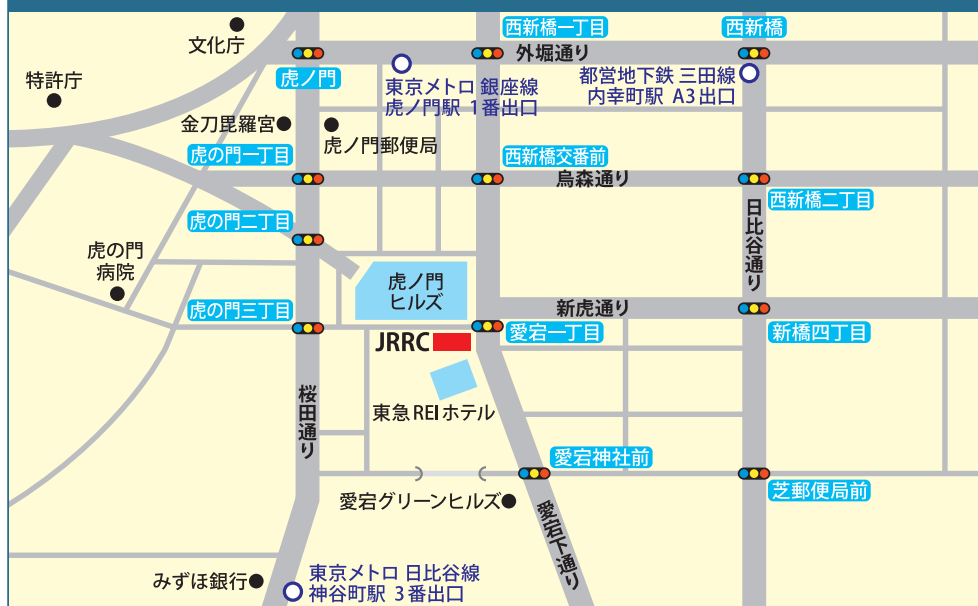 西新橋一丁目
西新橋
文化庁
外堀通り
特許庁
虎ノ門
東京メトロ 銀座線
虎ノ門駅 1番出口
都営地下鉄 三田線
内幸町駅 A3出口
金刀毘羅宮
虎ノ門郵便局
虎の門一丁目
西新橋交番前
烏森通り
西新橋二丁目
虎の門二丁目
日比谷通り
虎の門
病院
虎ノ門
ヒルズ
虎の門三丁目
新虎通り
JRRC
愛宕一丁目
新橋四丁目
桜田通り
東急REIホテル
愛宕神社前
愛宕グリーンヒルズ
芝郵便局前
愛宕下通り
みずほ銀行
東京メトロ 日比谷線
神谷町駅 3番出口